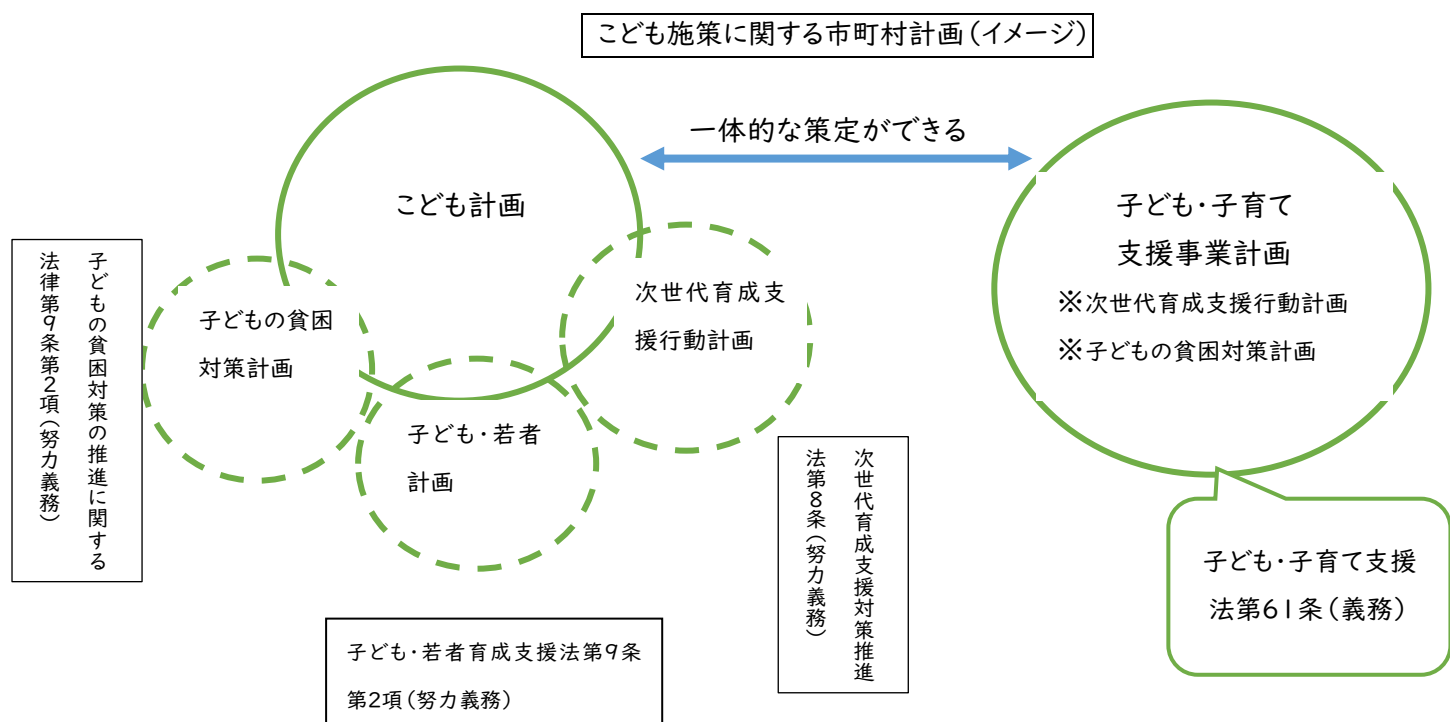 こども施策に関する市町村計画(イメージ)
一体的な策定ができる
こども計画
子ども・子育て
支援事業計画
※次世代育成支援行動計画
※子どもの貧困対策計画
子どもの貧困対策の推進に関する
法律第9条第2項(努力義務)
子どもの貧困
対策計画
次世代育成支
援行動計画
子ども・若者
計画
次世代育成支援対策推進
法第8条(努力義務)
子ども・子育て支援
法第61条(義務)
子ども・若者育成支援法第9条
第2項(努力義務)